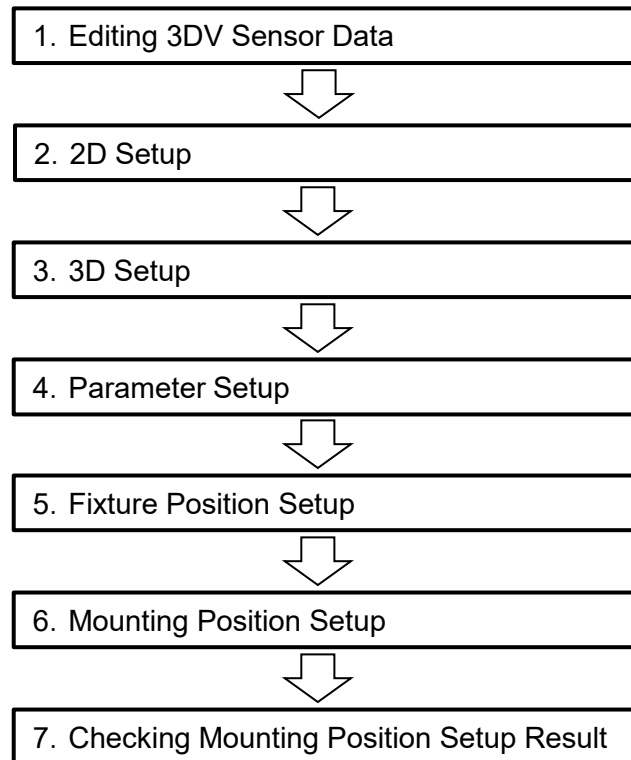 1. Editing 3DV Sensor Data
2. 2D Setup
3. 3D Setup
4. Parameter Setup
5. Fixture Position Setup
6. Mounting Position Setup
7. Checking Mounting Position Setup Result